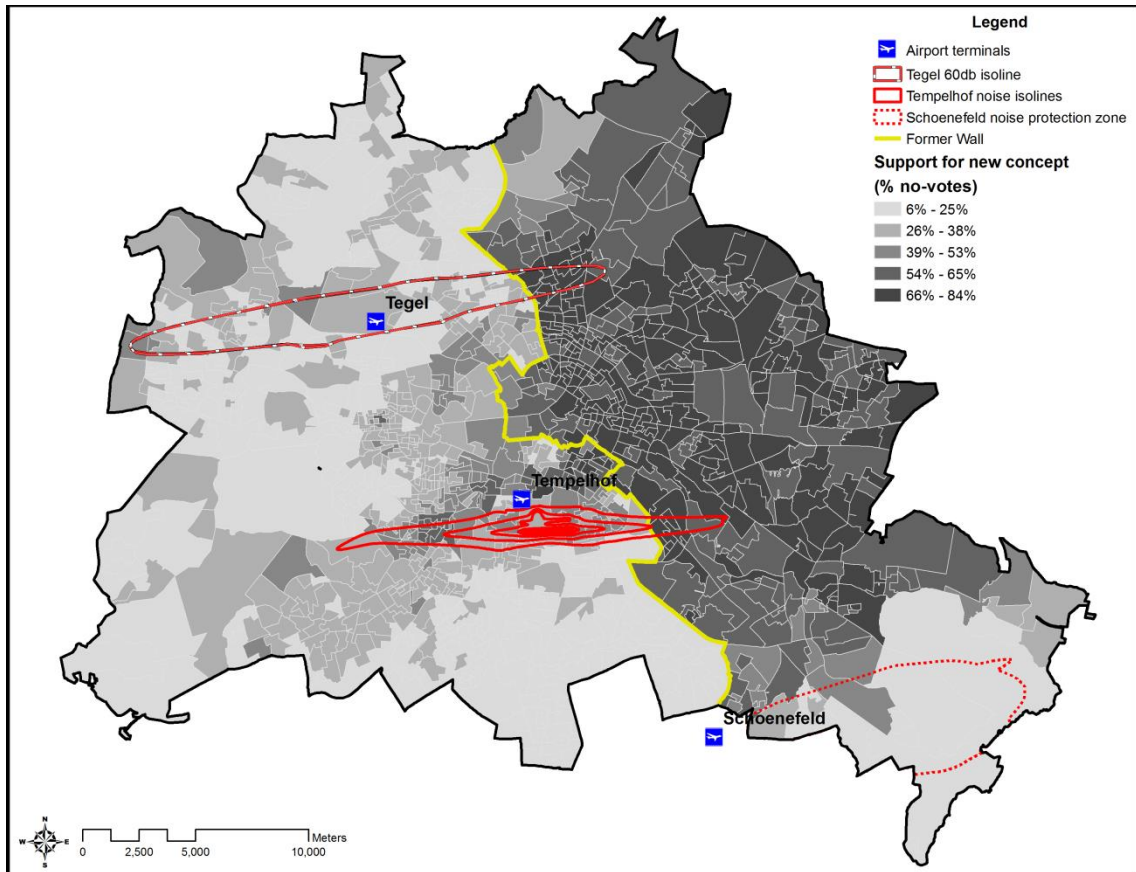 Legend
Airport terminals
Tegel 60db isoline
Tempelhof noise isolines
Schoenefeld noise protection zone
Former Wall
Support for new concept
(% no-votes)
6% - 25%
26% - 38%
39% - 53%
54% - 65%
66% - 84%
Tegel
Tempelhof
Schoenefeld
N
W E
S
Meters
0 2,500 5,000 10,000